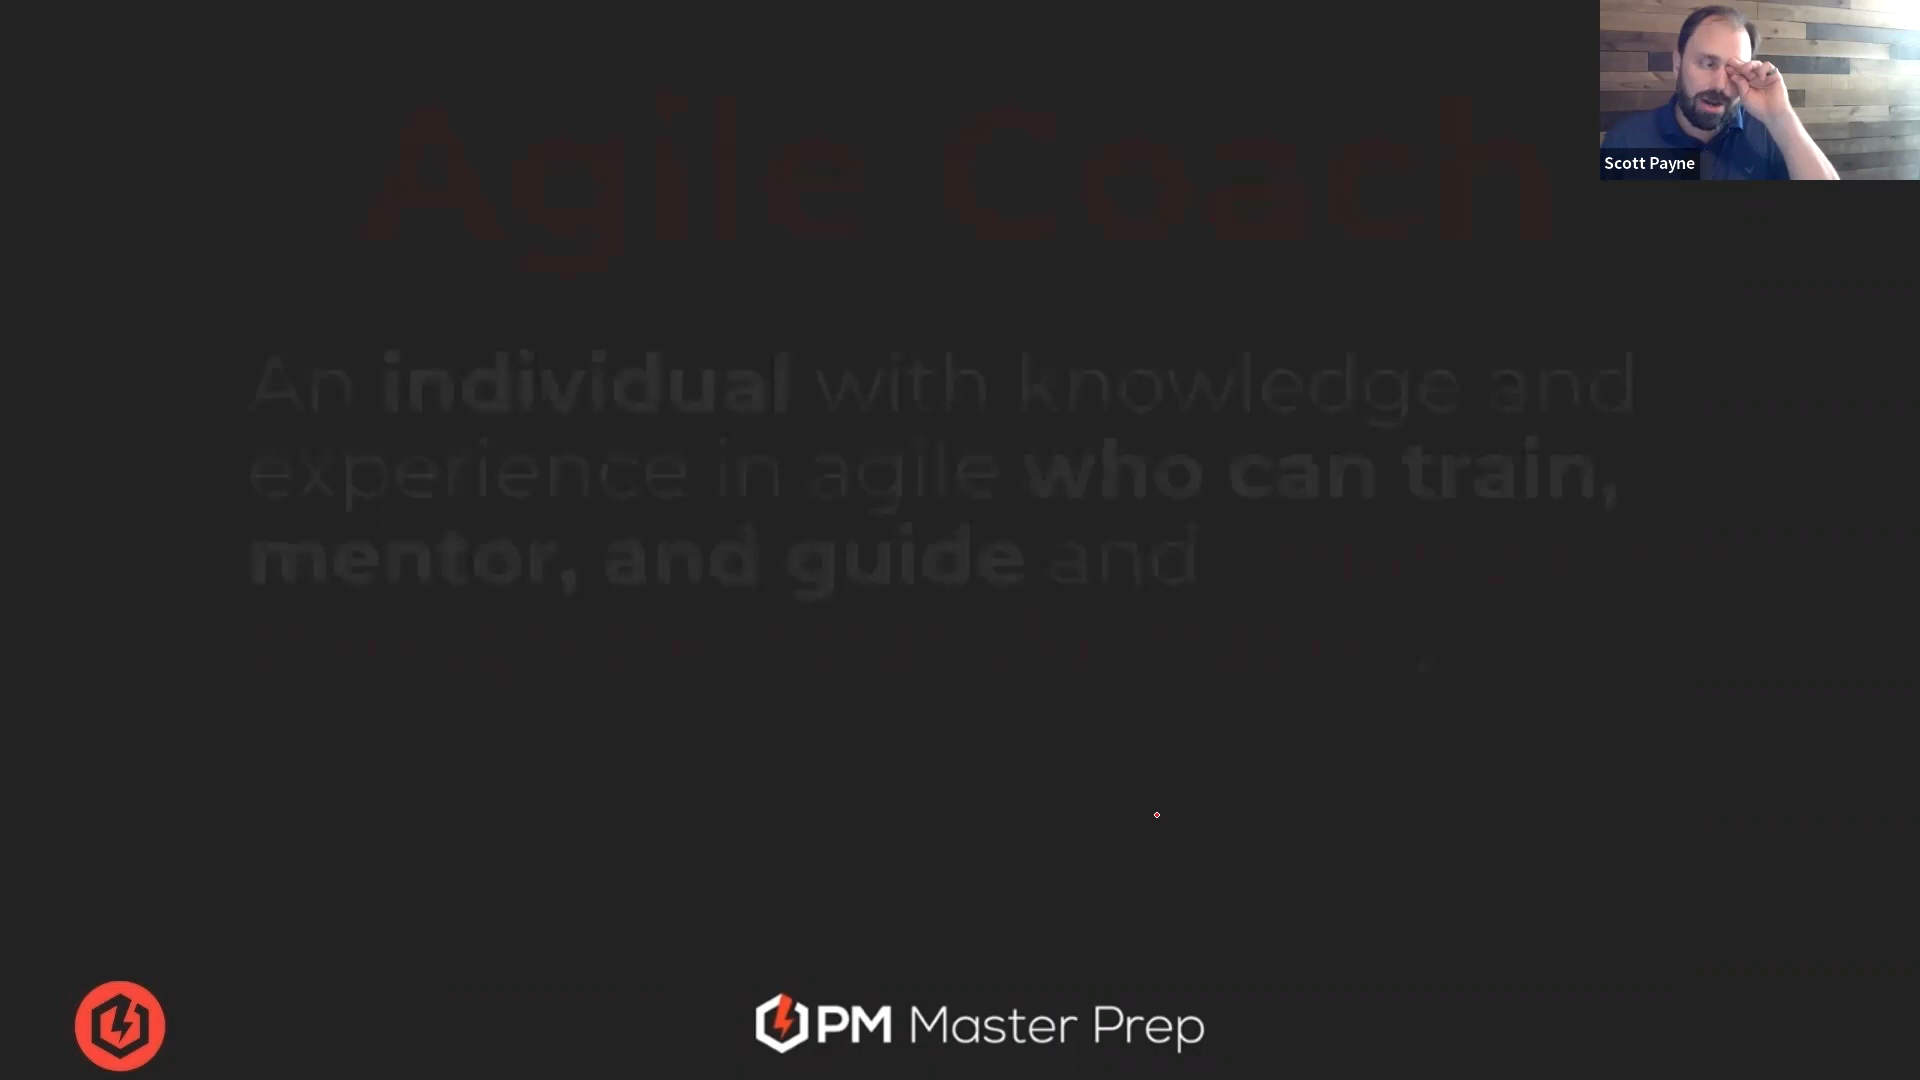 Scott Payne
Agile Coach
An individual with knowledge and
experience in agile who can train,
mentor, and guide and
PM Master Prep